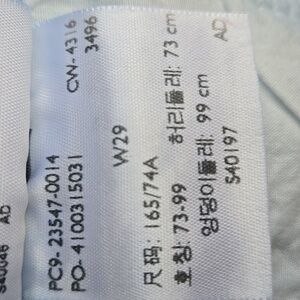 PC9- 23547-0014
CW-4316
PO- 4100315031
3496
W29
尺码: 165/74A
호칭: 73-99
허리둘레: 73 cm
엉덩이둘레: 99 cm
S40197
AD
AD